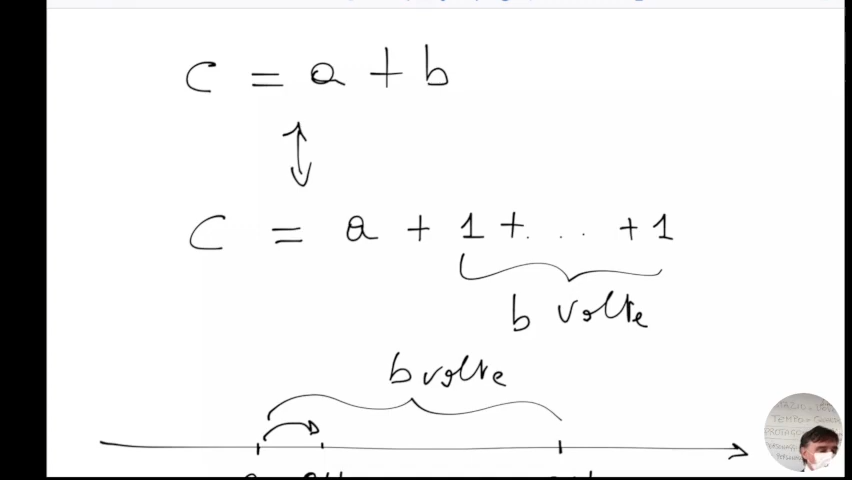 c = a + b
c = a + 1 + . . . + 1
b volte
b volte